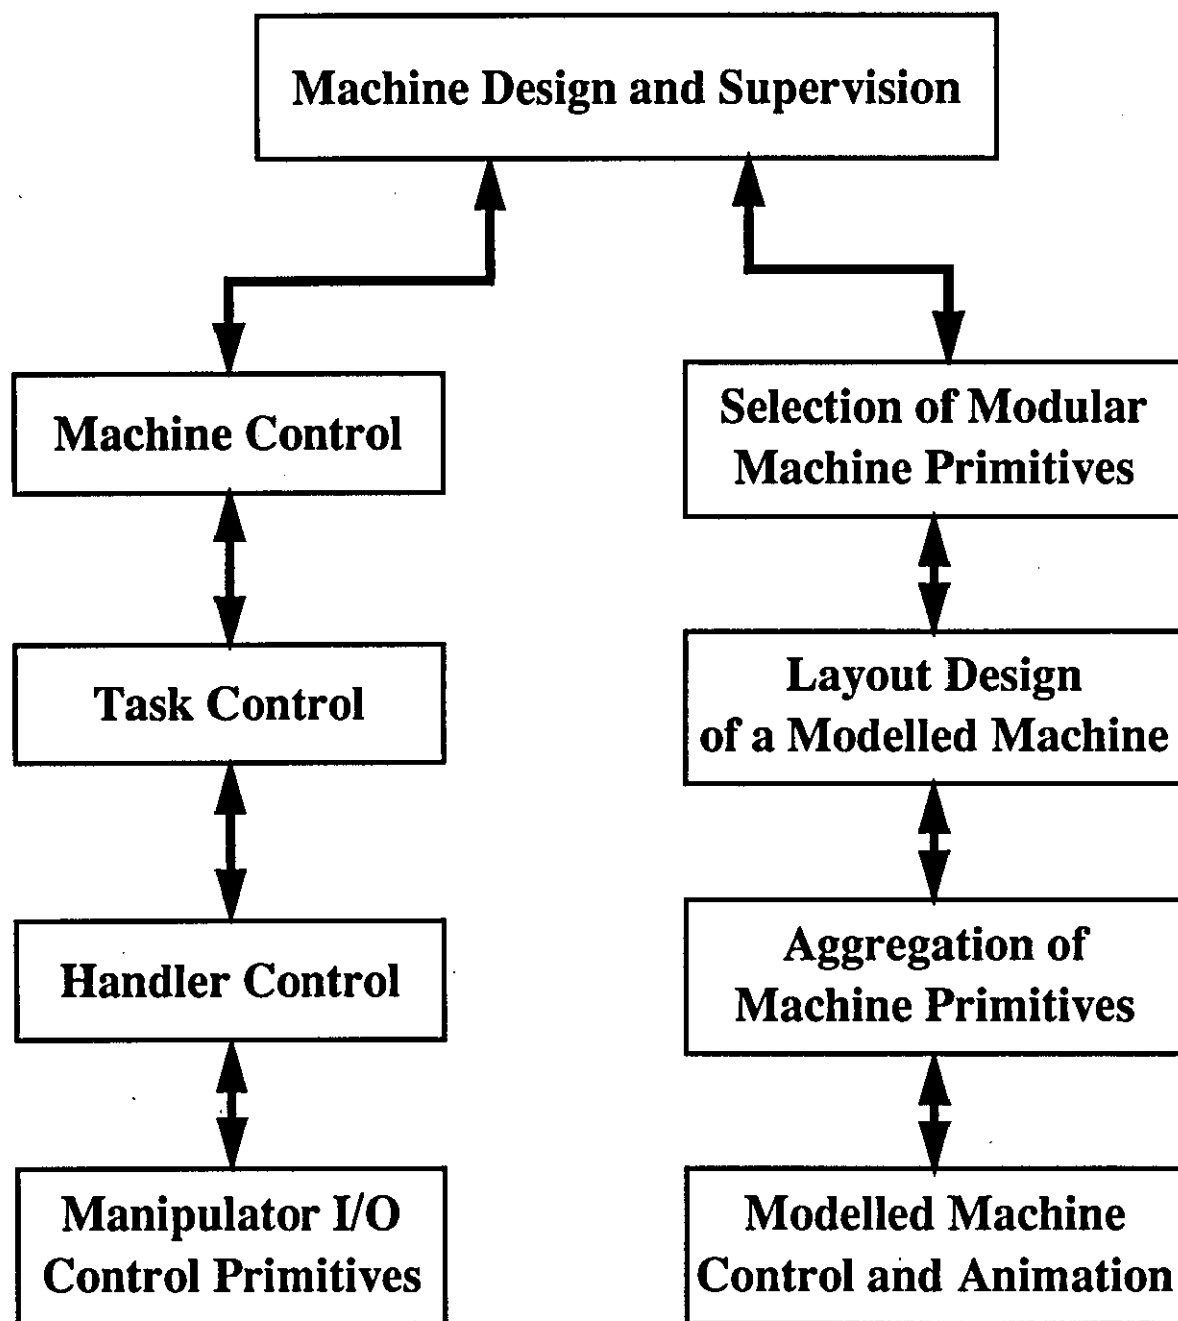 Machine Design and Supervision
Machine Control
Selection of Modular
Machine Primitives
Task Control
Layout Design
of a Modelled Machine
Handler Control
Aggregation of
Machine Primitives
Manipulator I/O
Control Primitives
Modelled Machine
Control and Animation